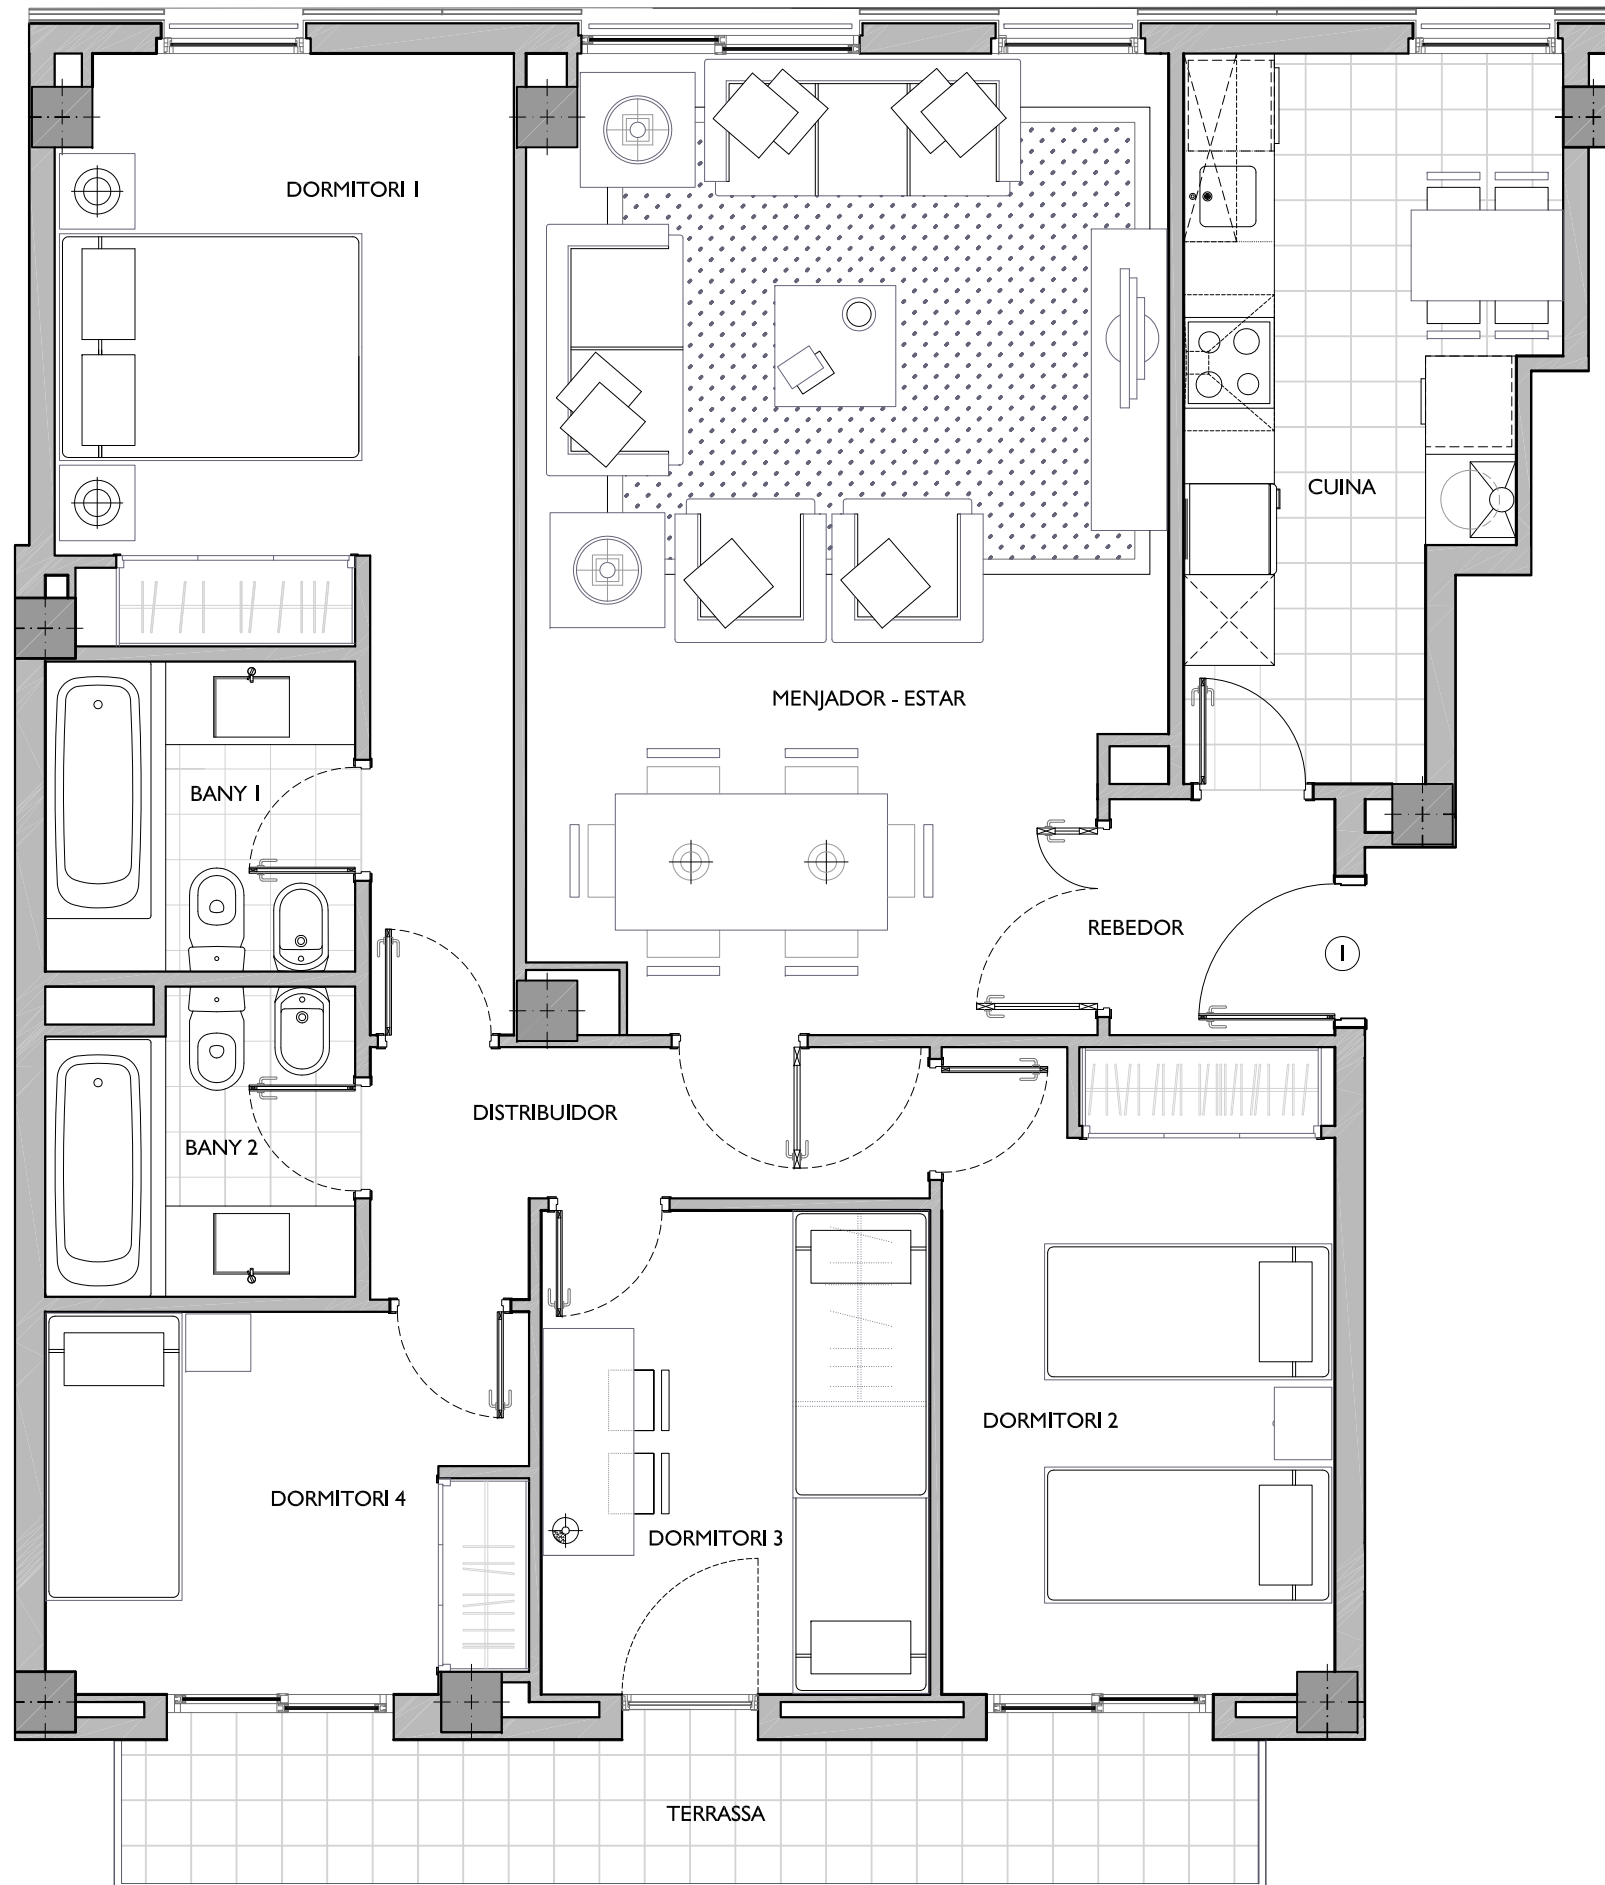 DORMITORI 1
CUINA
MENJADOR - ESTAR
BANY 1
REBEDOR
1
DISTRIBUIDOR
BANY 2
DORMITORI 2
DORMITORI 4
DORMITORI 3
TERRASSA